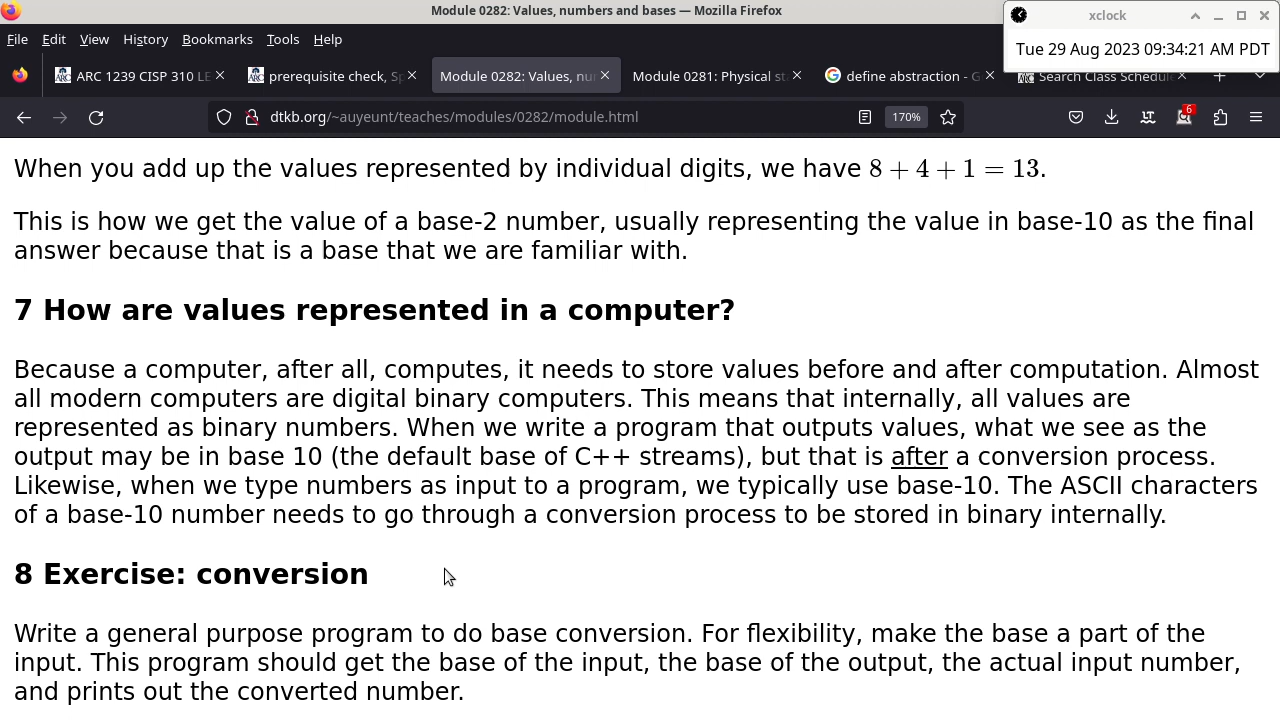 Module 0282: Values, numbers and bases — Mozilla Firefox
xclock
File Edit View History Bookmarks Tools Help
Tue 29 Aug 2023 09:34:21 AM PDT
ARC 1239 CISP 310 LE
prerequisite check, Sp
Module 0282: Values, nu
Module 0281: Physical st
define abstraction - G
Search Class Schedule
dtkb.org/~auyeunt/teaches/modules/0282/module.html
170%
6
When you add up the values represented by individual digits, we have 8 + 4 + 1 = 13.
This is how we get the value of a base-2 number, usually representing the value in base-10 as the final
answer because that is a base that we are familiar with.
7 How are values represented in a computer?
Because a computer, after all, computes, it needs to store values before and after computation. Almost
all modern computers are digital binary computers. This means that internally, all values are
represented as binary numbers. When we write a program that outputs values, what we see as the
output may be in base 10 (the default base of C++ streams), but that is after a conversion process.
Likewise, when we type numbers as input to a program, we typically use base-10. The ASCII characters
of a base-10 number needs to go through a conversion process to be stored in binary internally.
8 Exercise: conversion
Write a general purpose program to do base conversion. For flexibility, make the base a part of the
input. This program should get the base of the input, the base of the output, the actual input number,
and prints out the converted number.